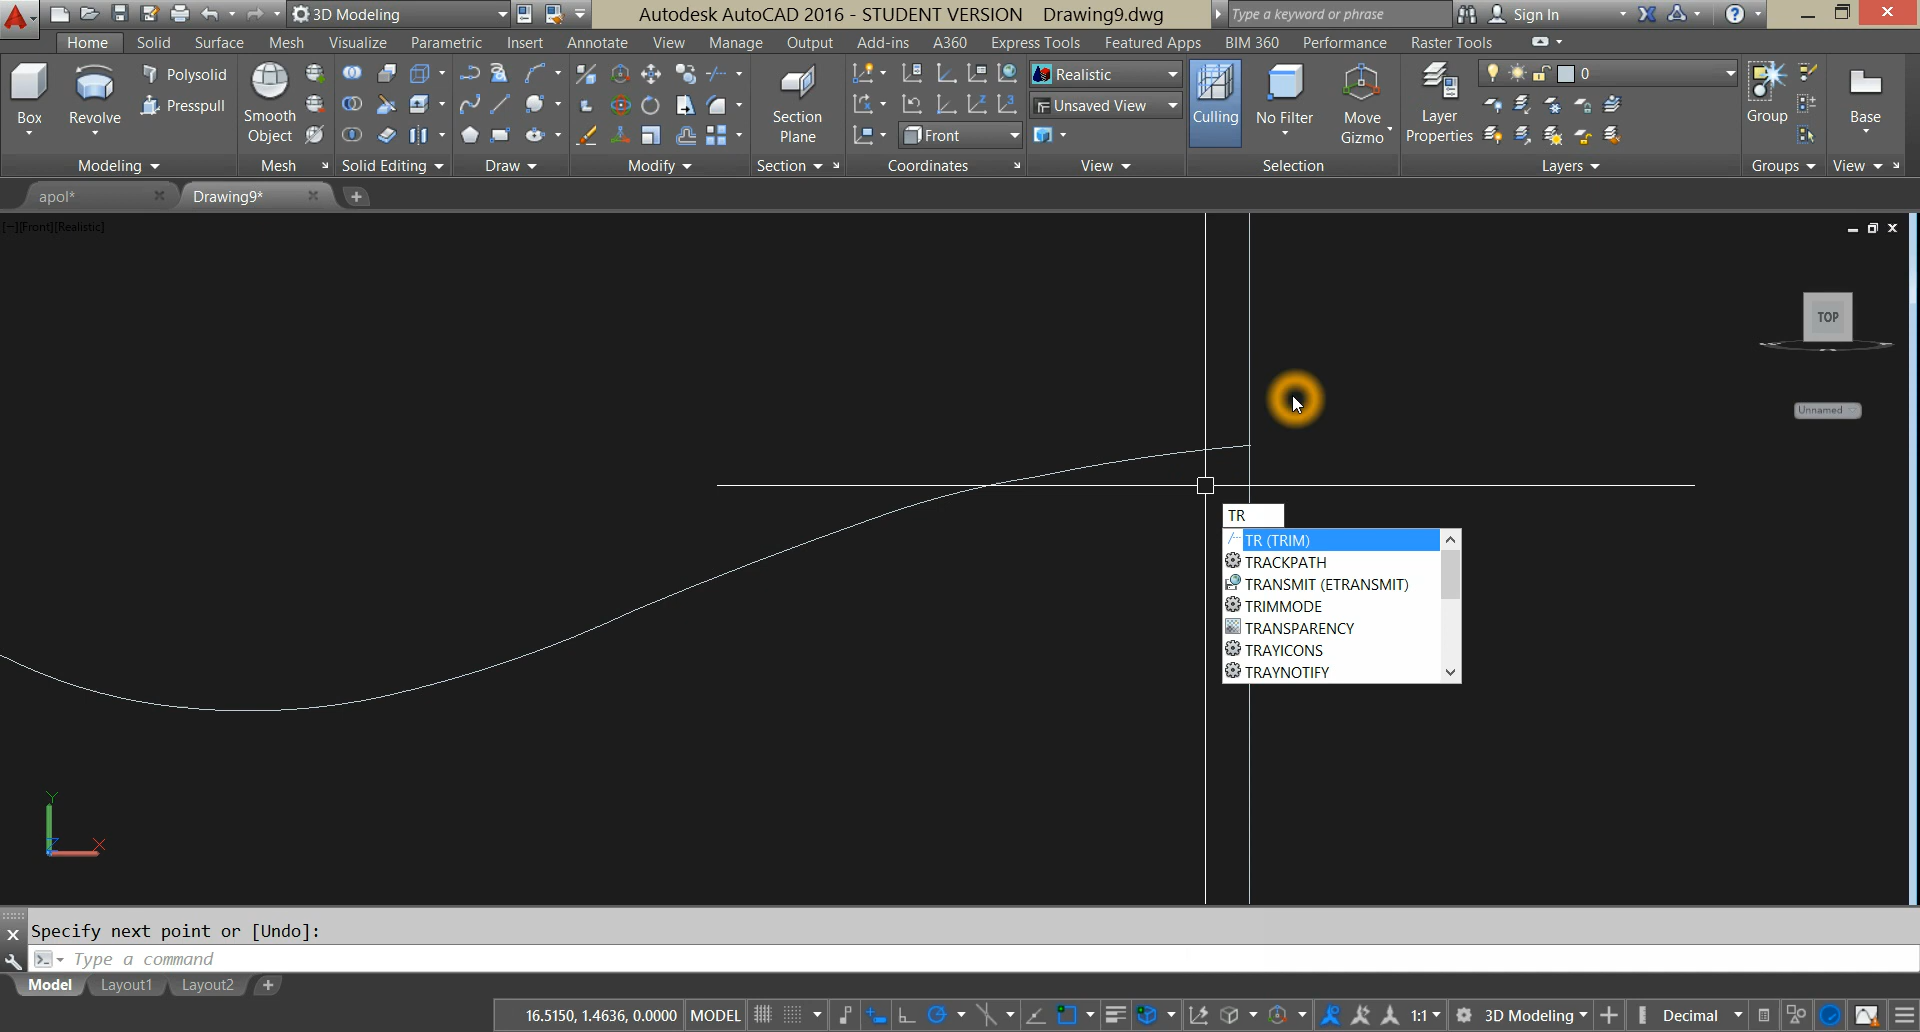 3D Modeling
Autodesk AutoCAD 2016 - STUDENT VERSION Drawing9.dwg
Type a keyword or phrase
Sign In
Home Solid Surface Mesh Visualize Parametric Insert Annotate View Manage Output Add-ins A360 Express Tools Featured Apps BIM 360 Performance Raster Tools
Box
Revolve
Polysolid
Presspull
Smooth
Object
Section
Plane
Realistic
Unsaved View
Front
Culling
No Filter
Move
Gizmo
Layer
Properties
0
Group
Base
Modeling Mesh Solid Editing Draw Modify Section Coordinates View Selection Layers Groups View
apol* Drawing9*
[−][Front][Realistic]
TOP
Unnamed
TR
TR (TRIM)
TRACKPATH
TRANSMIT (ETRANSMIT)
TRIMMODE
TRANSPARENCY
TRAYICONS
TRAYNOTIFY
Y
X
Z
Specify next point or [Undo]:
Type a command
Model Layout1 Layout2
16.5150, 1.4636, 0.0000 MODEL 1:1 3D Modeling Decimal